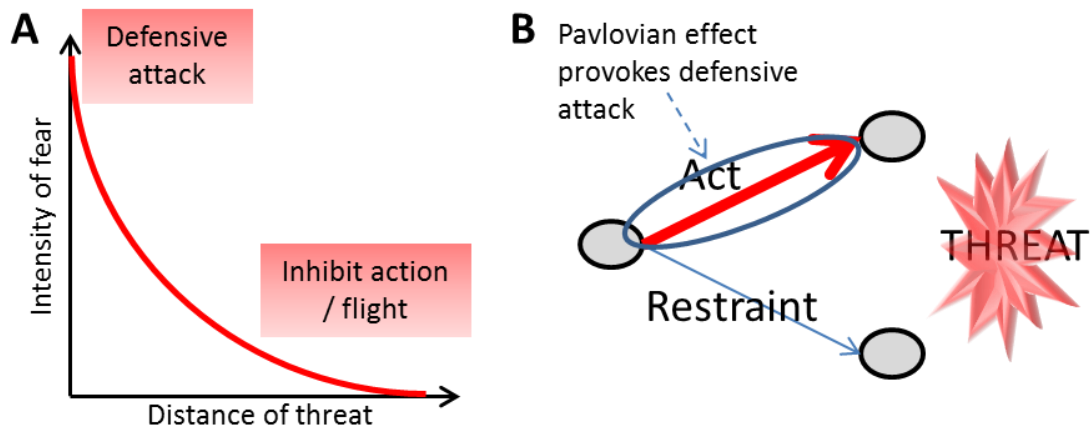 A
Defensive
attack
Intensity of fear
Inhibit action
/ flight
Distance of threat
B
Pavlovian effect
provokes defensive
attack
Act
THREAT
Restraint